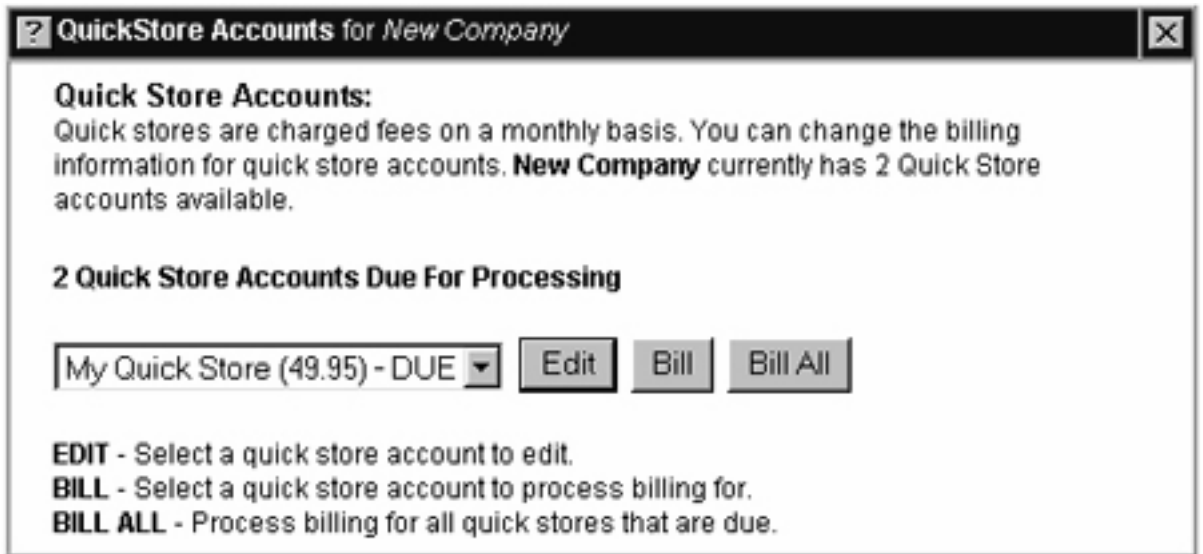 ? QuickStore Accounts for New Company
Quick Store Accounts:
Quick stores are charged fees on a monthly basis. You can change the billing
information for quick store accounts. New Company currently has 2 Quick Store
accounts available.
2 Quick Store Accounts Due For Processing
My Quick Store (49.95) - DUE Edit Bill Bill All
EDIT - Select a quick store account to edit.
BILL - Select a quick store account to process billing for.
BILL ALL - Process billing for all quick stores that are due.